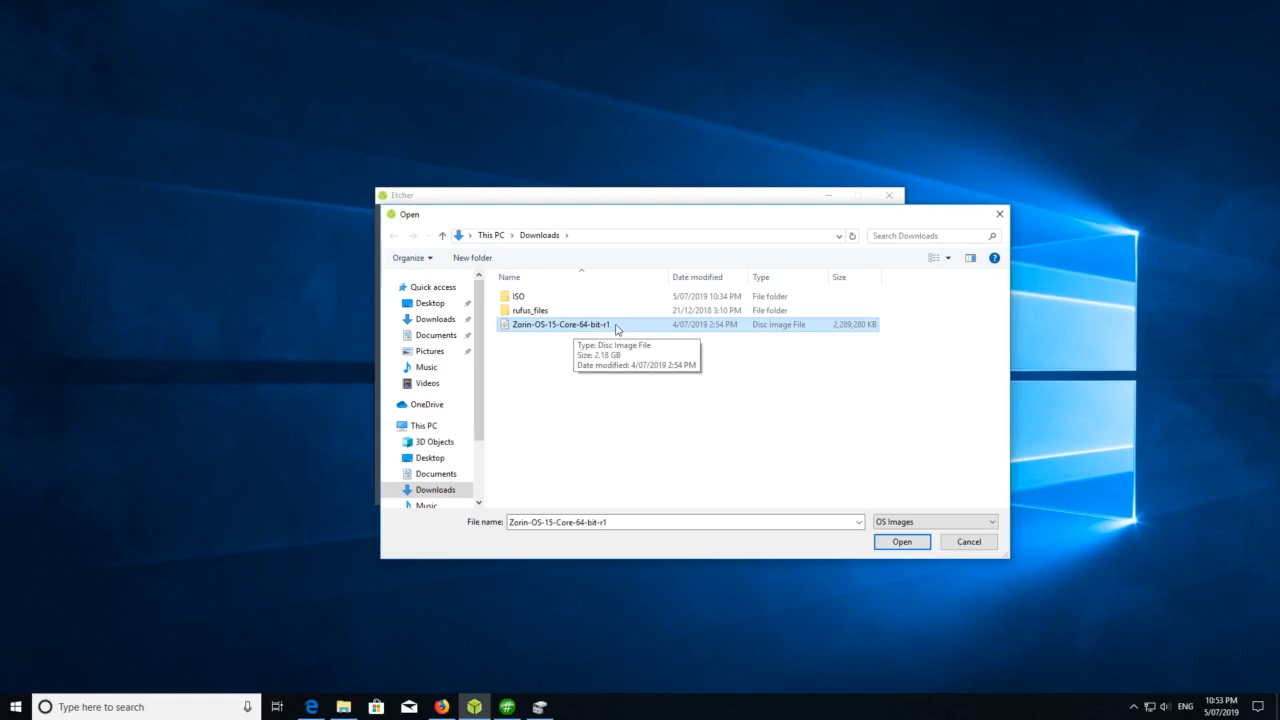 Etcher
Open
This PC
Downloads
Search Downloads
Organize
New folder
Name
Date modified
Type
Size
Quick access
Desktop
Downloads
Documents
Pictures
Music
Videos
OneDrive
This PC
3D Objects
Desktop
Documents
Downloads
Music
ISO
5/07/2019 10:34 PM
File folder
rufus_files
21/12/2018 3:10 PM
File folder
Zorin-OS-15-Core-64-bit-r1
4/07/2019 2:54 PM
Disc Image File
2,289,280 KB
Type: Disc Image File
Size: 2.18 GB
Date modified: 4/07/2019 2:54 PM
File name:
Zorin-OS-15-Core-64-bit-r1
OS Images
Open
Cancel
Type here to search
ENG
10:53 PM
5/07/2019